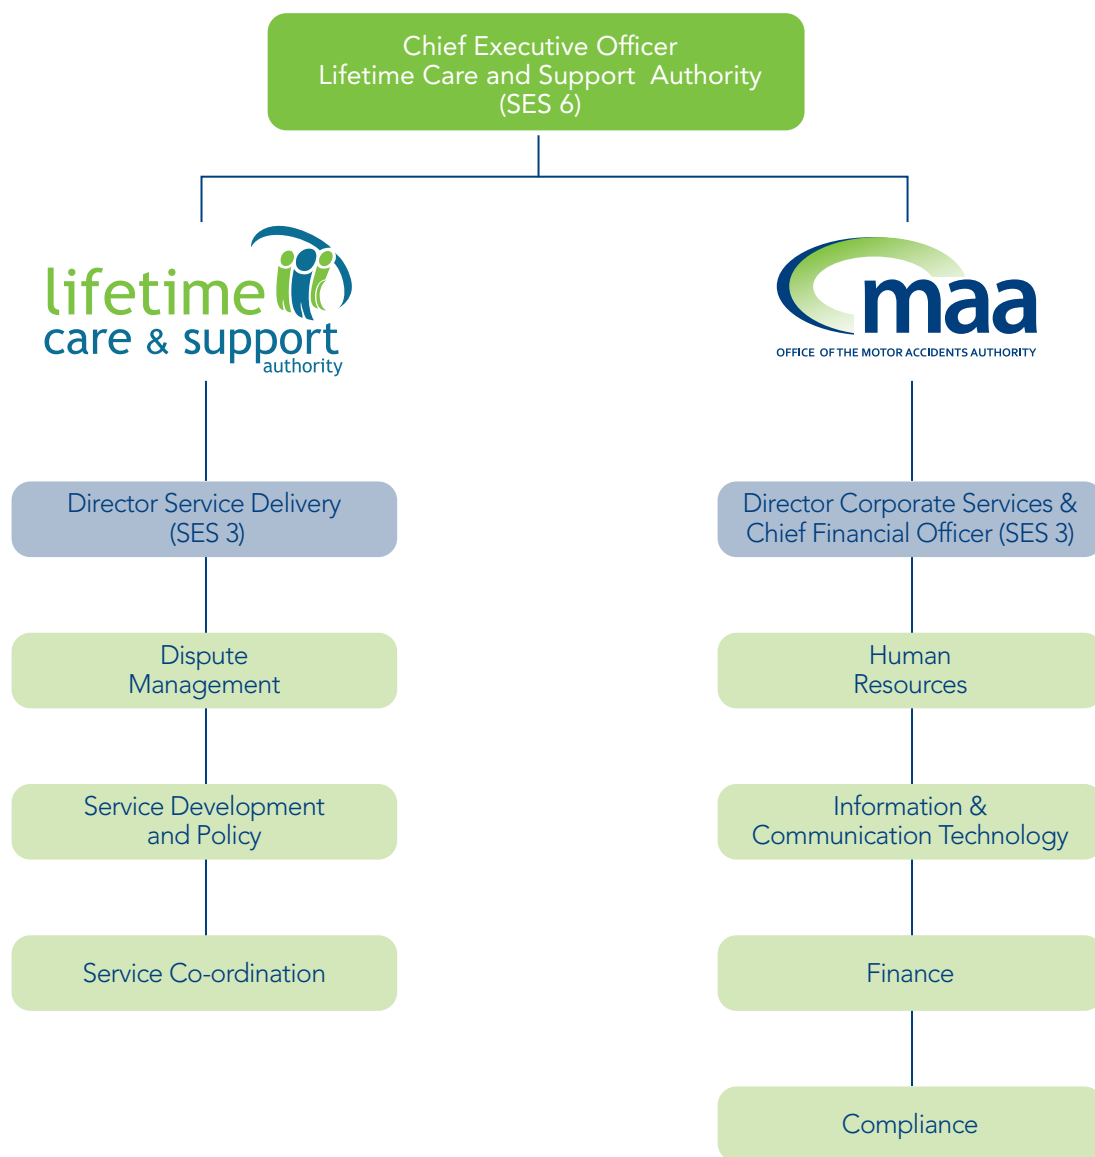 Chief Executive Officer
Lifetime Care and Support Authority
(SES 6)
lifetime
care & support
authority
maa
OFFICE OF THE MOTOR ACCIDENTS AUTHORITY
Director Service Delivery
(SES 3)
Dispute
Management
Service Development
and Policy
Service Co-ordination
Director Corporate Services &
Chief Financial Officer (SES 3)
Human
Resources
Information &
Communication Technology
Finance
Compliance